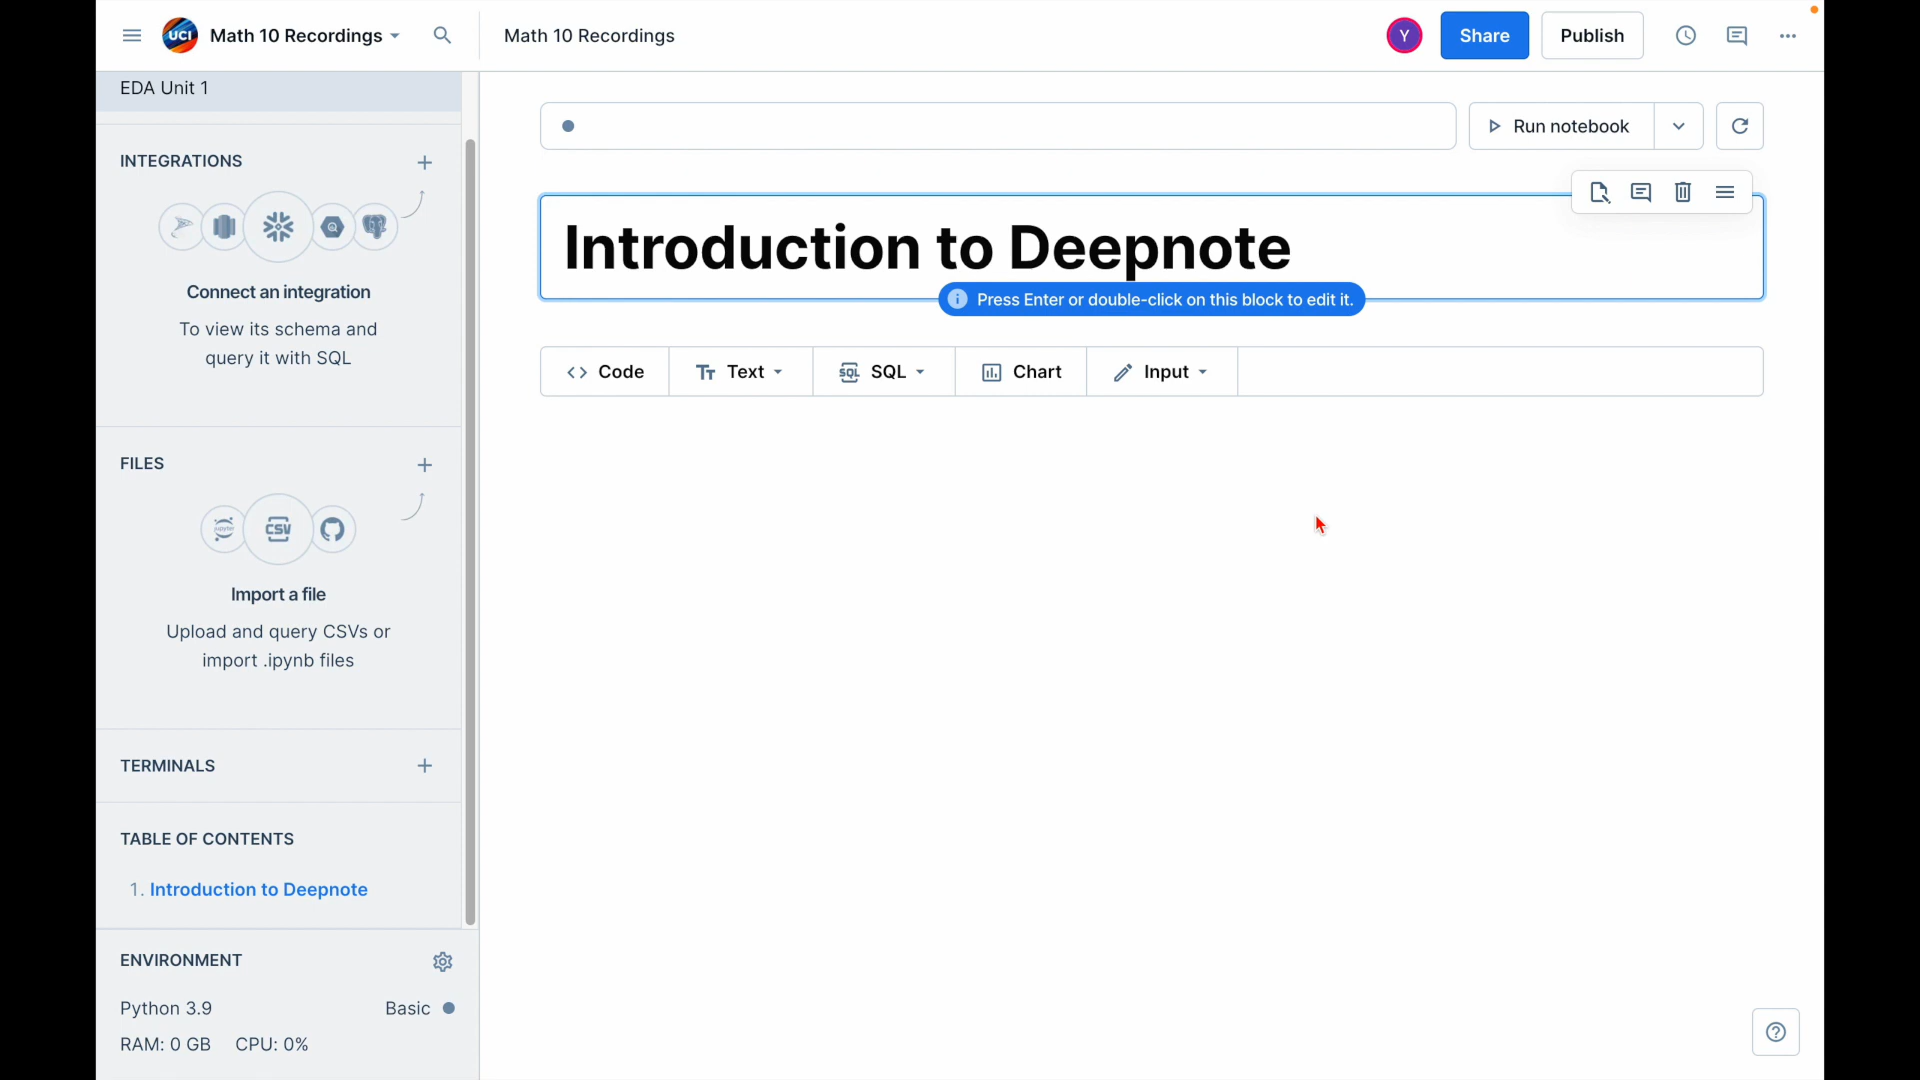 UCI
Math 10 Recordings
Math 10 Recordings
Y
Share
Publish
EDA Unit 1
INTEGRATIONS
Connect an integration
To view its schema and
query it with SQL
FILES
CSV
Import a file
Upload and query CSVs or
import .ipynb files
TERMINALS
TABLE OF CONTENTS
1. Introduction to Deepnote
ENVIRONMENT
Python 3.9
Basic
RAM: 0 GB
CPU: 0%
Run notebook
Introduction to Deepnote
Press Enter or double-click on this block to edit it.
Code
Text
SQL
Chart
Input